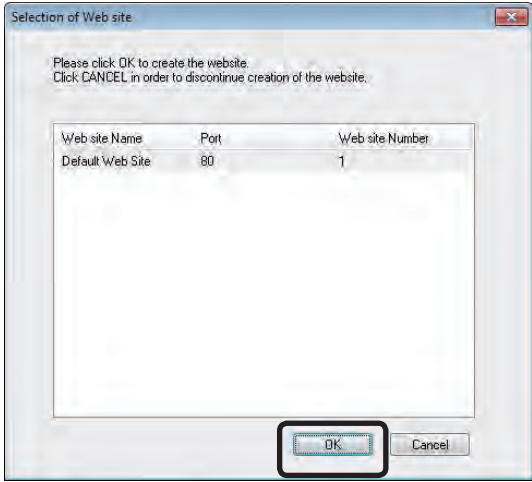 Selection of Web site
Please click OK to create the website.
Click CANCEL in order to discontinue creation of the website.
Web site Name Port Web site Number
Default Web Site 80 1
OK Cancel